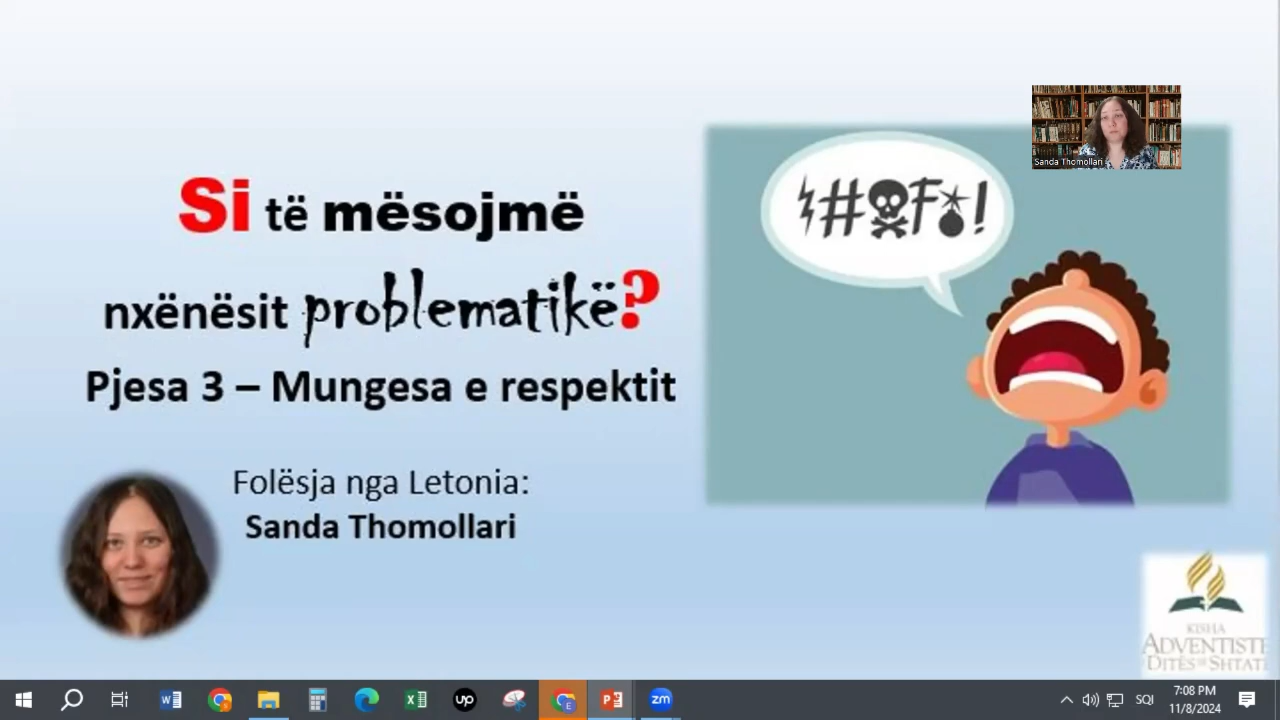 Sanda Thomollari
Si të mësojmë
nxënësit problematikë?
Pjesa 3 – Mungesa e respektit
Folësja nga Letonia:
Sanda Thomollari
KISHA
ADVENTISTE
DITËS SË SHTATË
7:08 PM
SQI
11/8/2024